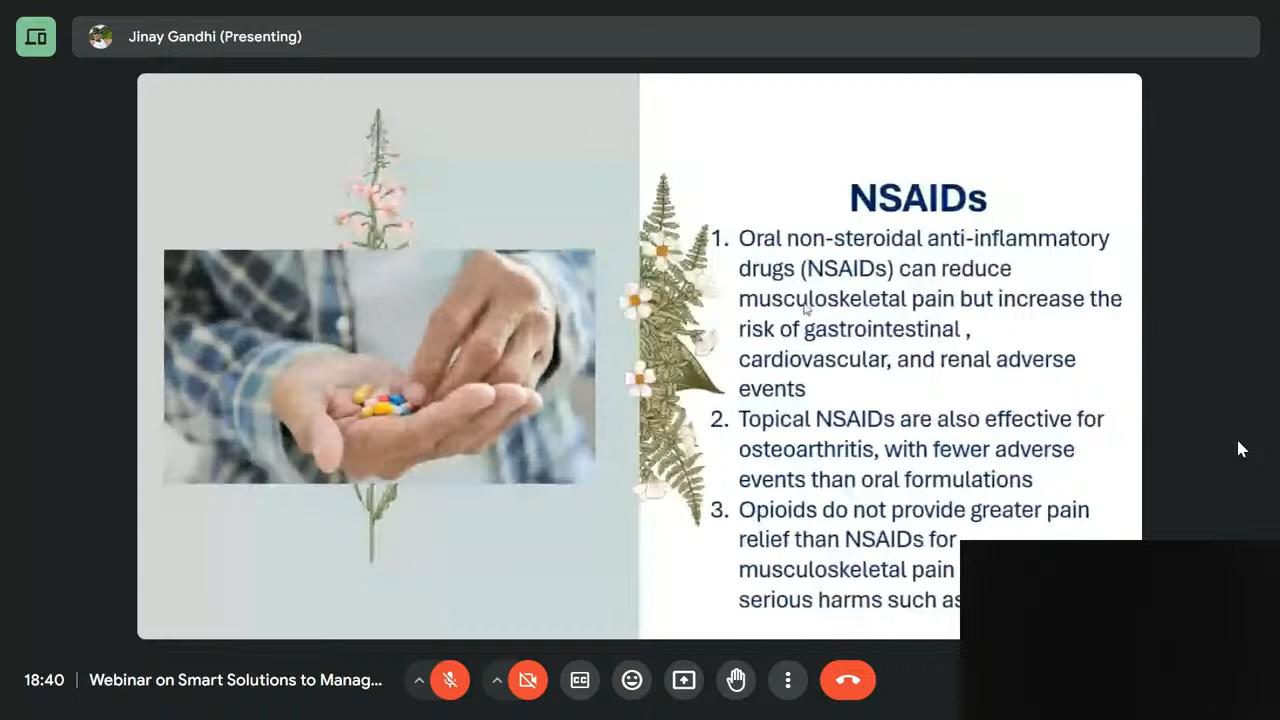 Jinay Gandhi (Presenting)
NSAIDs
1. Oral non-steroidal anti-inflammatory
drugs (NSAIDs) can reduce
musculoskeletal pain but increase the
risk of gastrointestinal ,
cardiovascular, and renal adverse
events
2. Topical NSAIDs are also effective for
osteoarthritis, with fewer adverse
events than oral formulations
3. Opioids do not provide greater pain
relief than NSAIDs for
musculoskeletal pain
serious harms such as
18:40 | Webinar on Smart Solutions to Manag...
CC